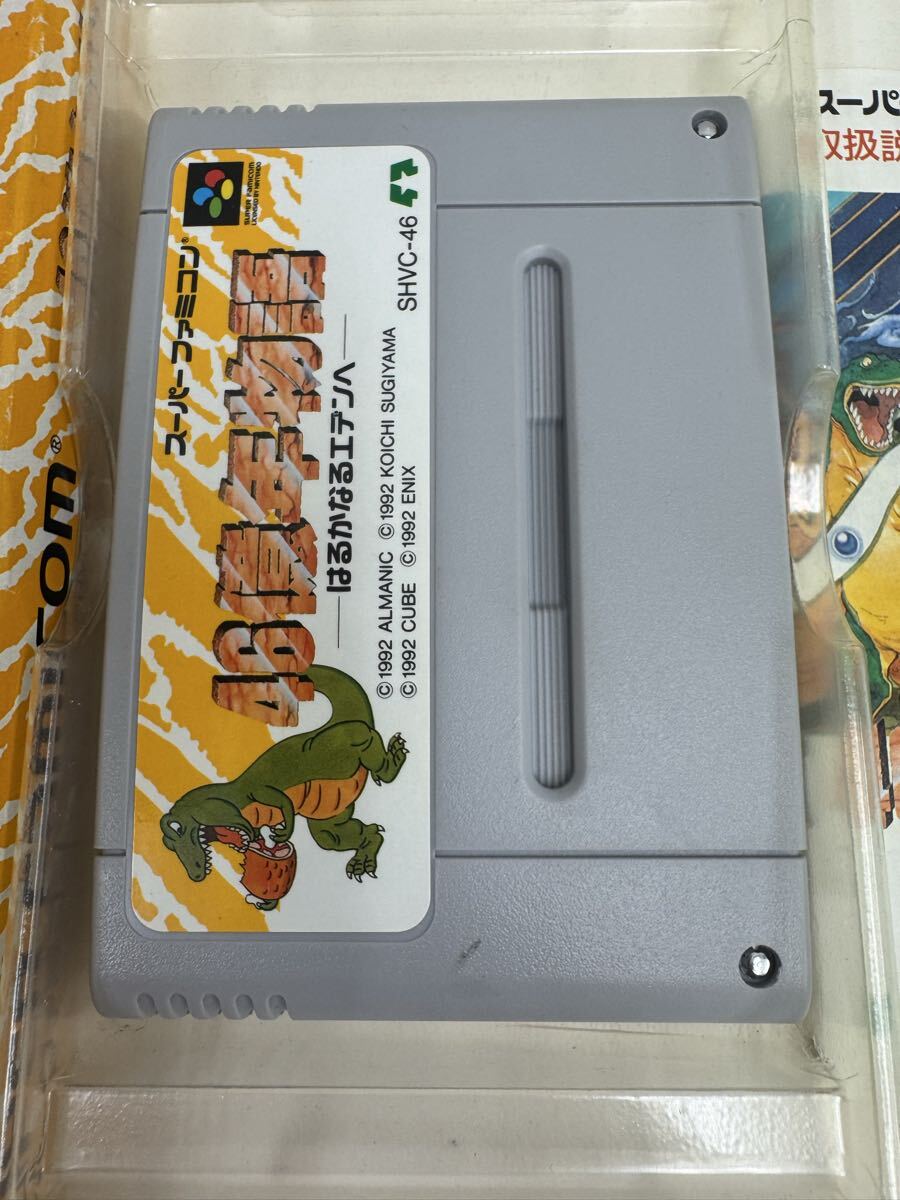 SUPER FAMICOM
LICENSED BY NINTENDO
スーパーファミコン®
46億年物語
―はるかなるエデンへ―
©1992 ALMANIC ©1992 KOICHI SUGIYAMA
©1992 CUBE ©1992 ENIX
SHVC-46
com®
スーパ
取扱説